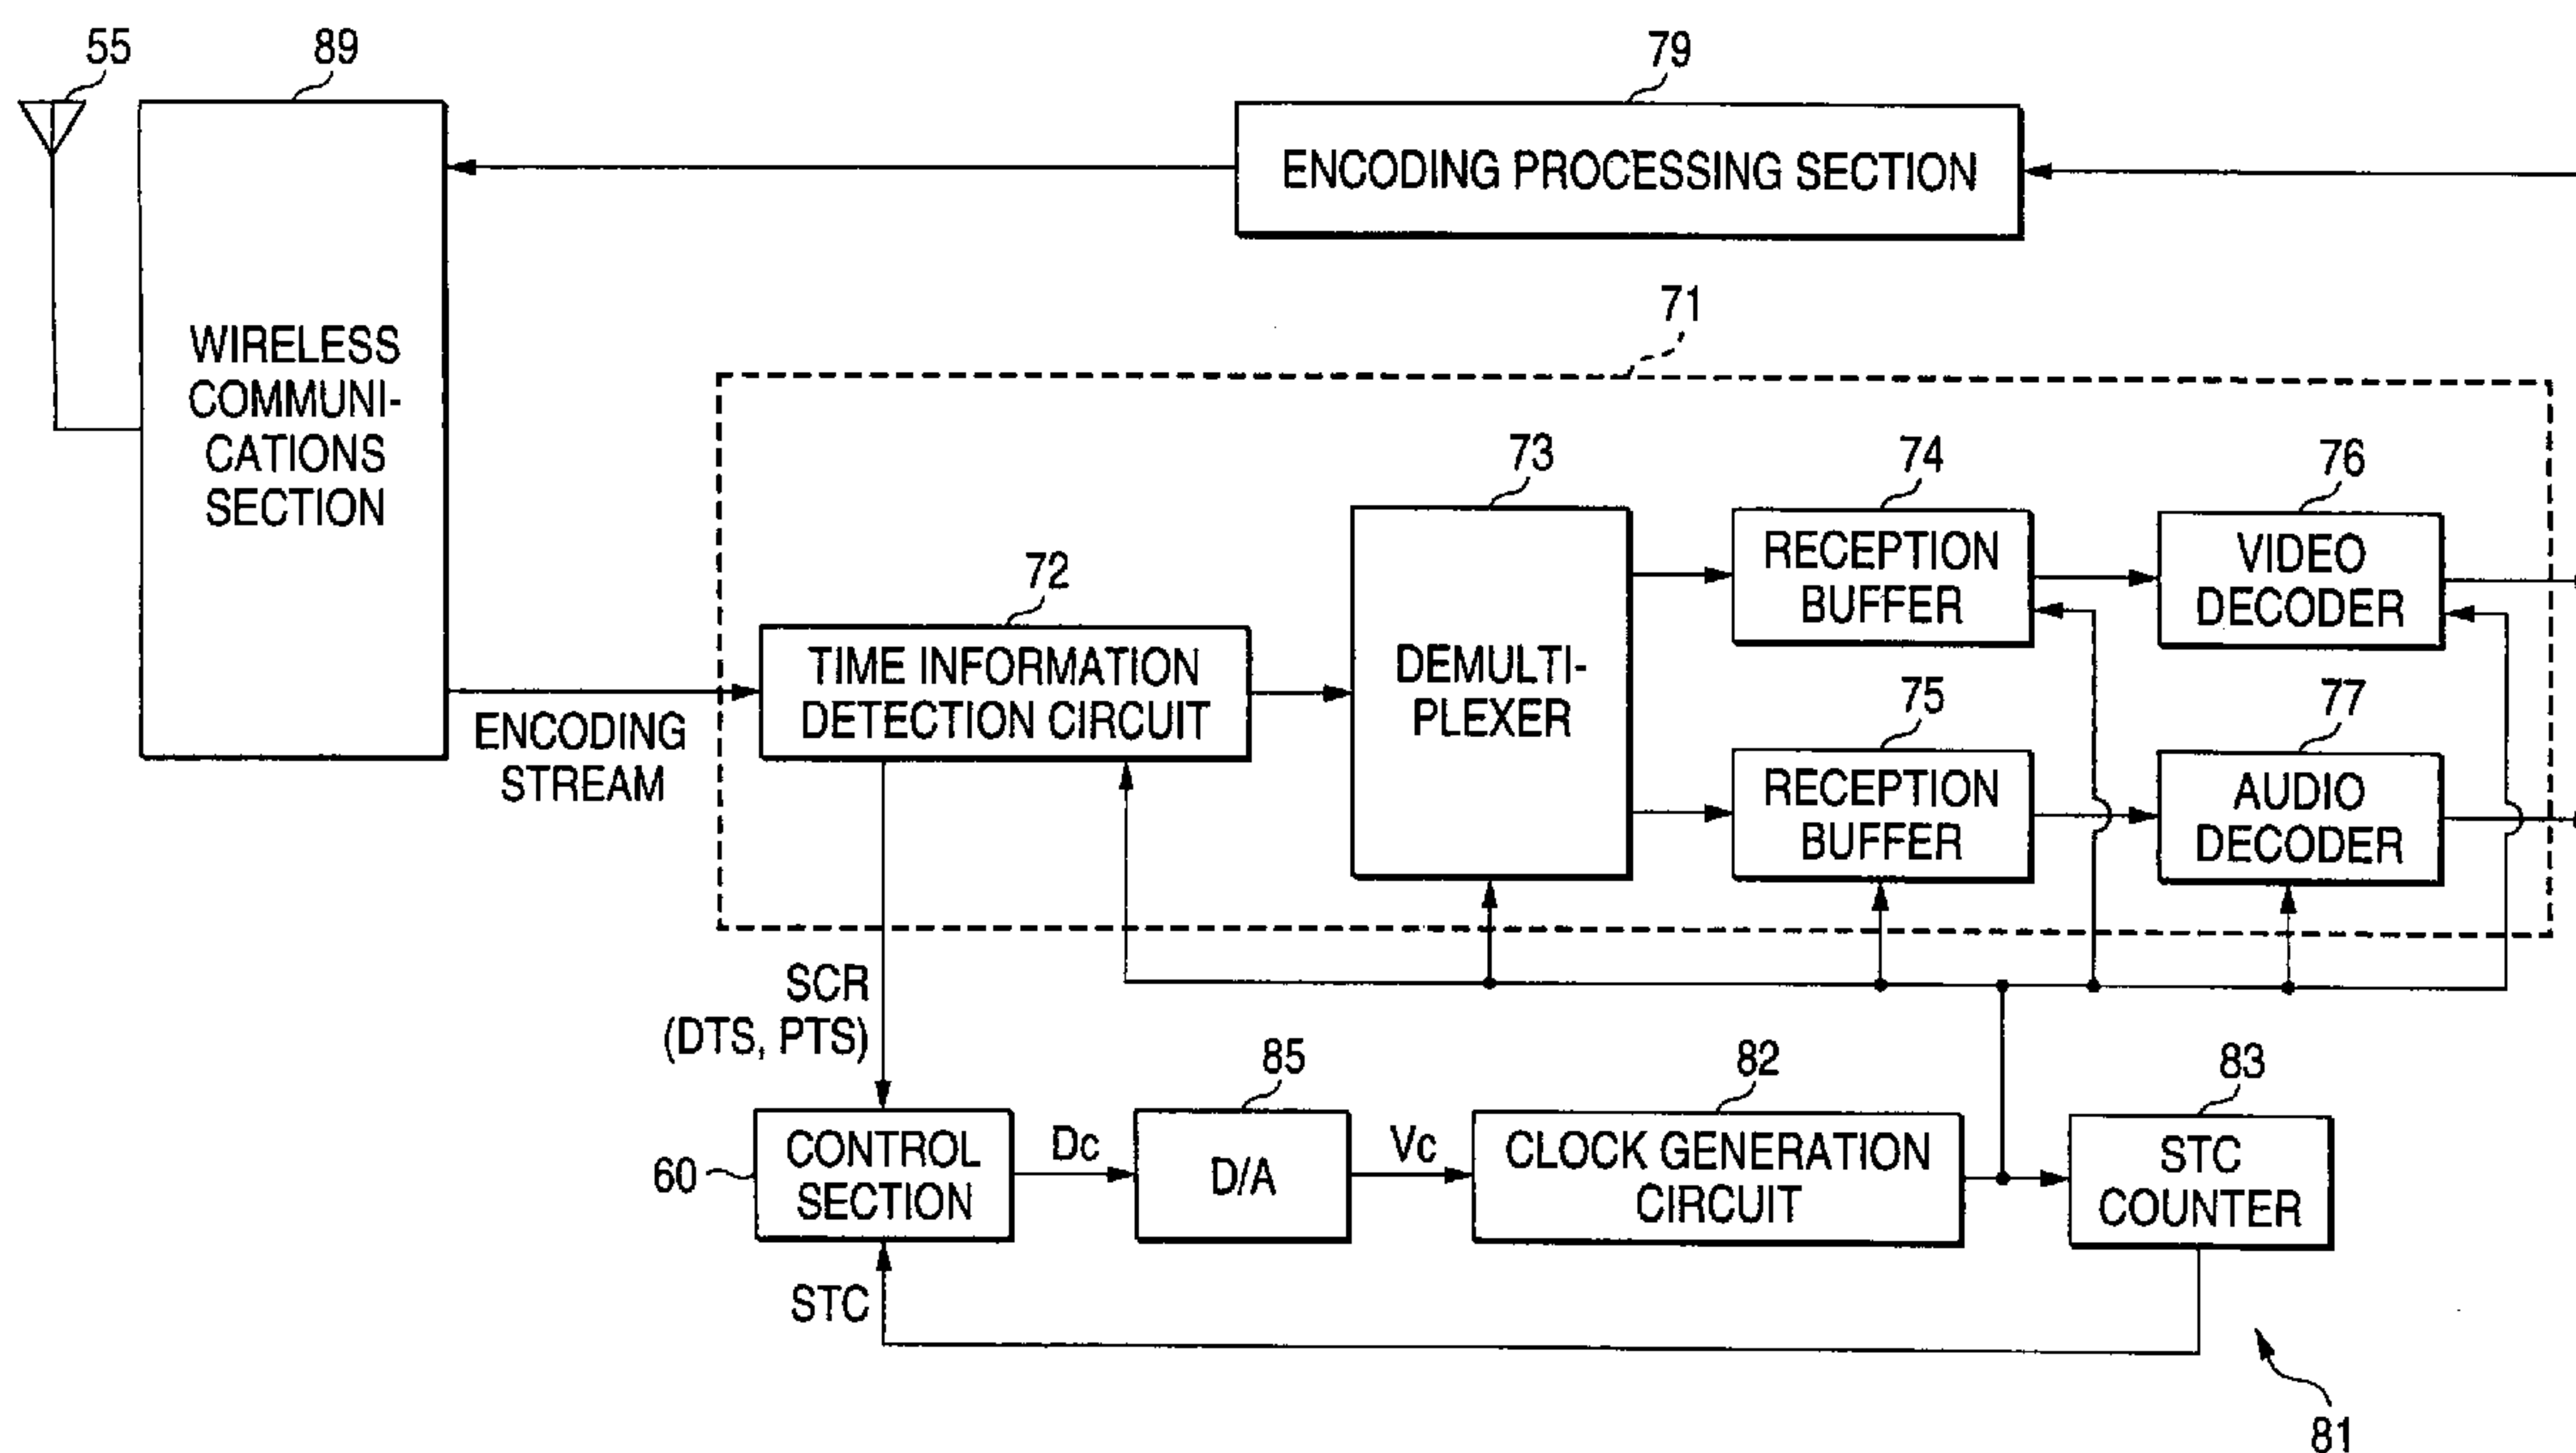 55
89
79
ENCODING PROCESSING SECTION
71
WIRELESS
COMMUNI-
CATIONS
SECTION
73
74
76
72
DEMULTI-
PLEXER
RECEPTION
BUFFER
VIDEO
DECODER
TIME INFORMATION
DETECTION CIRCUIT
75
77
ENCODING
STREAM
RECEPTION
BUFFER
AUDIO
DECODER
SCR
(DTS, PTS)
85
82
83
60
CONTROL
SECTION
Dc
D/A
Vc
CLOCK GENERATION
CIRCUIT
STC
COUNTER
STC
81